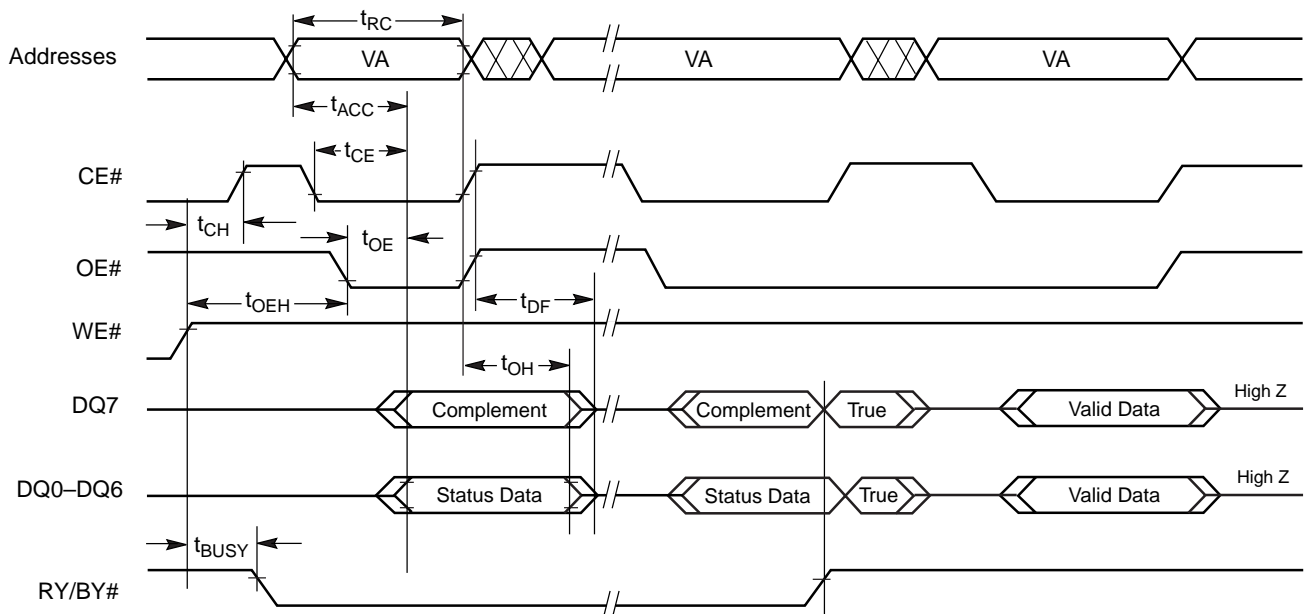 tRC
Addresses VA VA VA
tACC
tCE
CE#
tCH tOE
OE#
tOEH tDF
WE#
tOH
DQ7 Complement Complement True Valid Data High Z
DQ0–DQ6 Status Data Status Data True Valid Data High Z
tBUSY
RY/BY#